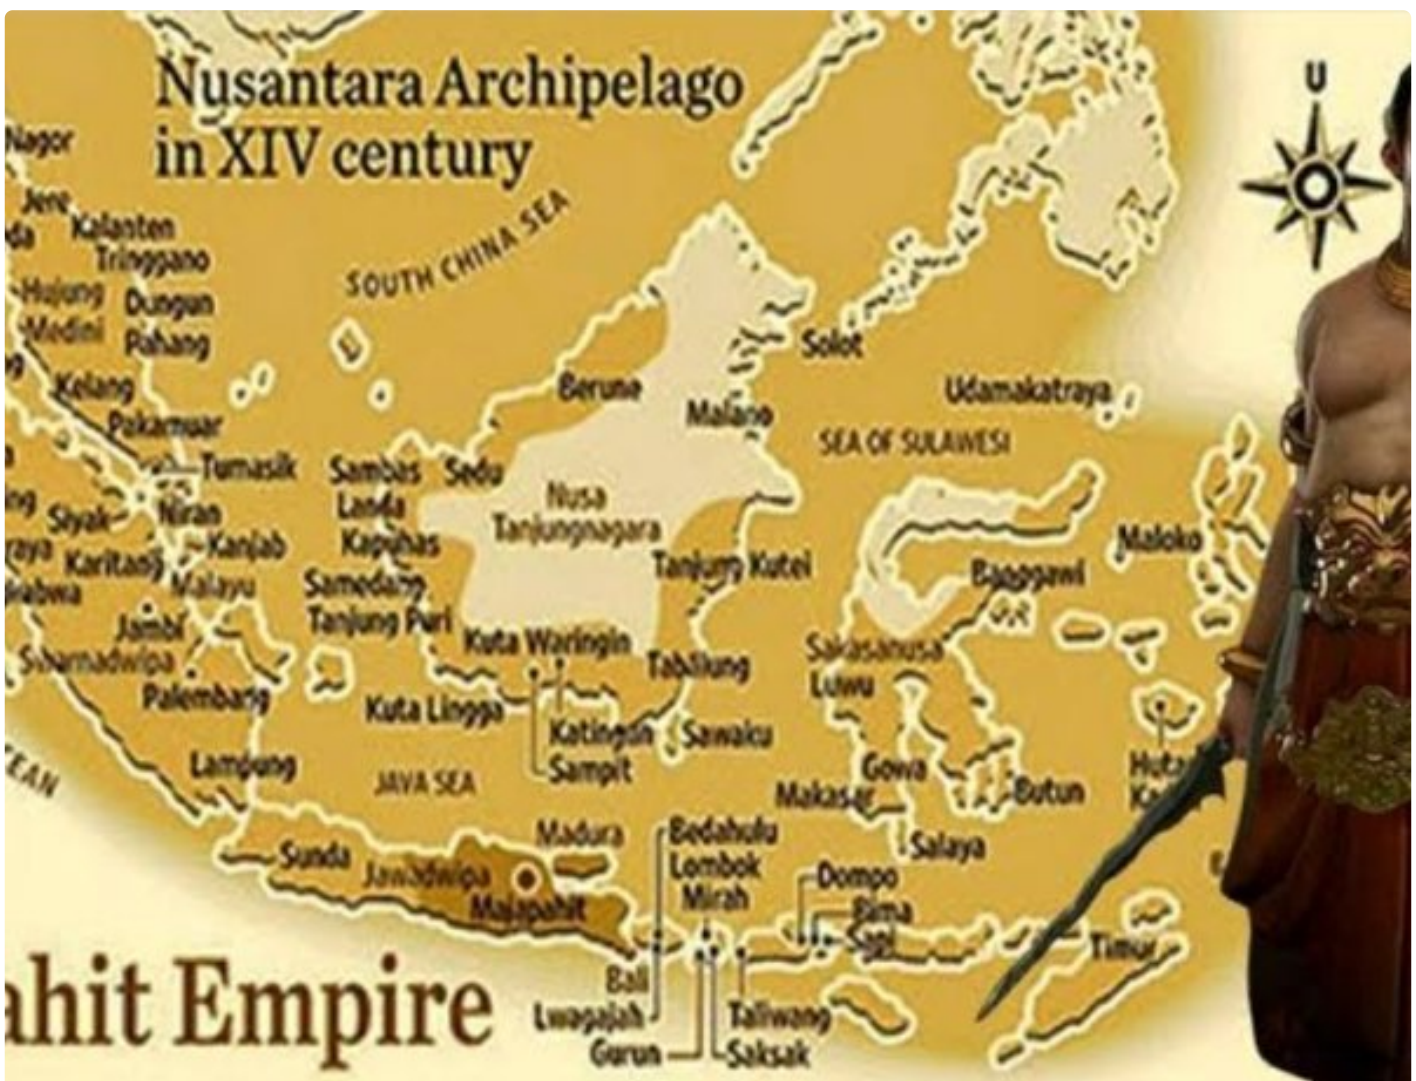 U
Nusantara Archipelago
in XIV century
Nagor
Jere
Kalanten
Tringgano
Hujung
Dungun
Medini
Pahang
Kelang
Pakamuar
Tumasik
Siyak
Niran
Karitang
Kanjab
Malayu
Jambi
Swarnadwipa
Palembang
Lampung
SOUTH CHINA SEA
Solot
Berune
Malano
Udamakatraya
SEA OF SULAWESI
Sambas
Sedu
Landa
Kapuhas
Samedang
Tanjung Puri
Nusa
Tanjungnagara
Tanjung Kutei
Kuta Waringin
Tabalung
Kuta Lingga
Katingan
Sampit
Sawaku
JAVA SEA
Maloko
Banggawi
Sakasanusa
Luwu
Gowa
Makasar
Butun
Salaya
Sunda
Jawadwipa
Majapahit
Madura
Bedahulu
Lombok
Mirah
Dompo
Bima
Timur
Bali
Lwagajah
Gurun
Taliwang
Saksak
ahit Empire